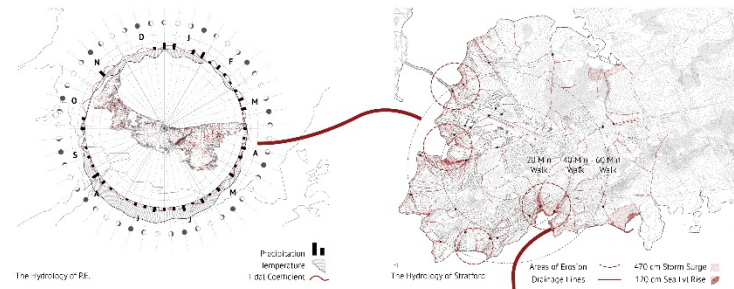 D
J
N
F
O
M
S
A
A
M
J
J
Precipitation
Temperature
Tidal Coefficient
The Hydrology of P.E.
20 Min Walk
40 Min Walk
60 Min Walk
The Hydrology of Stratford
Areas of Erosion
470 cm Storm Surge
Drainage Lines
120 cm Sea Lvl Rise